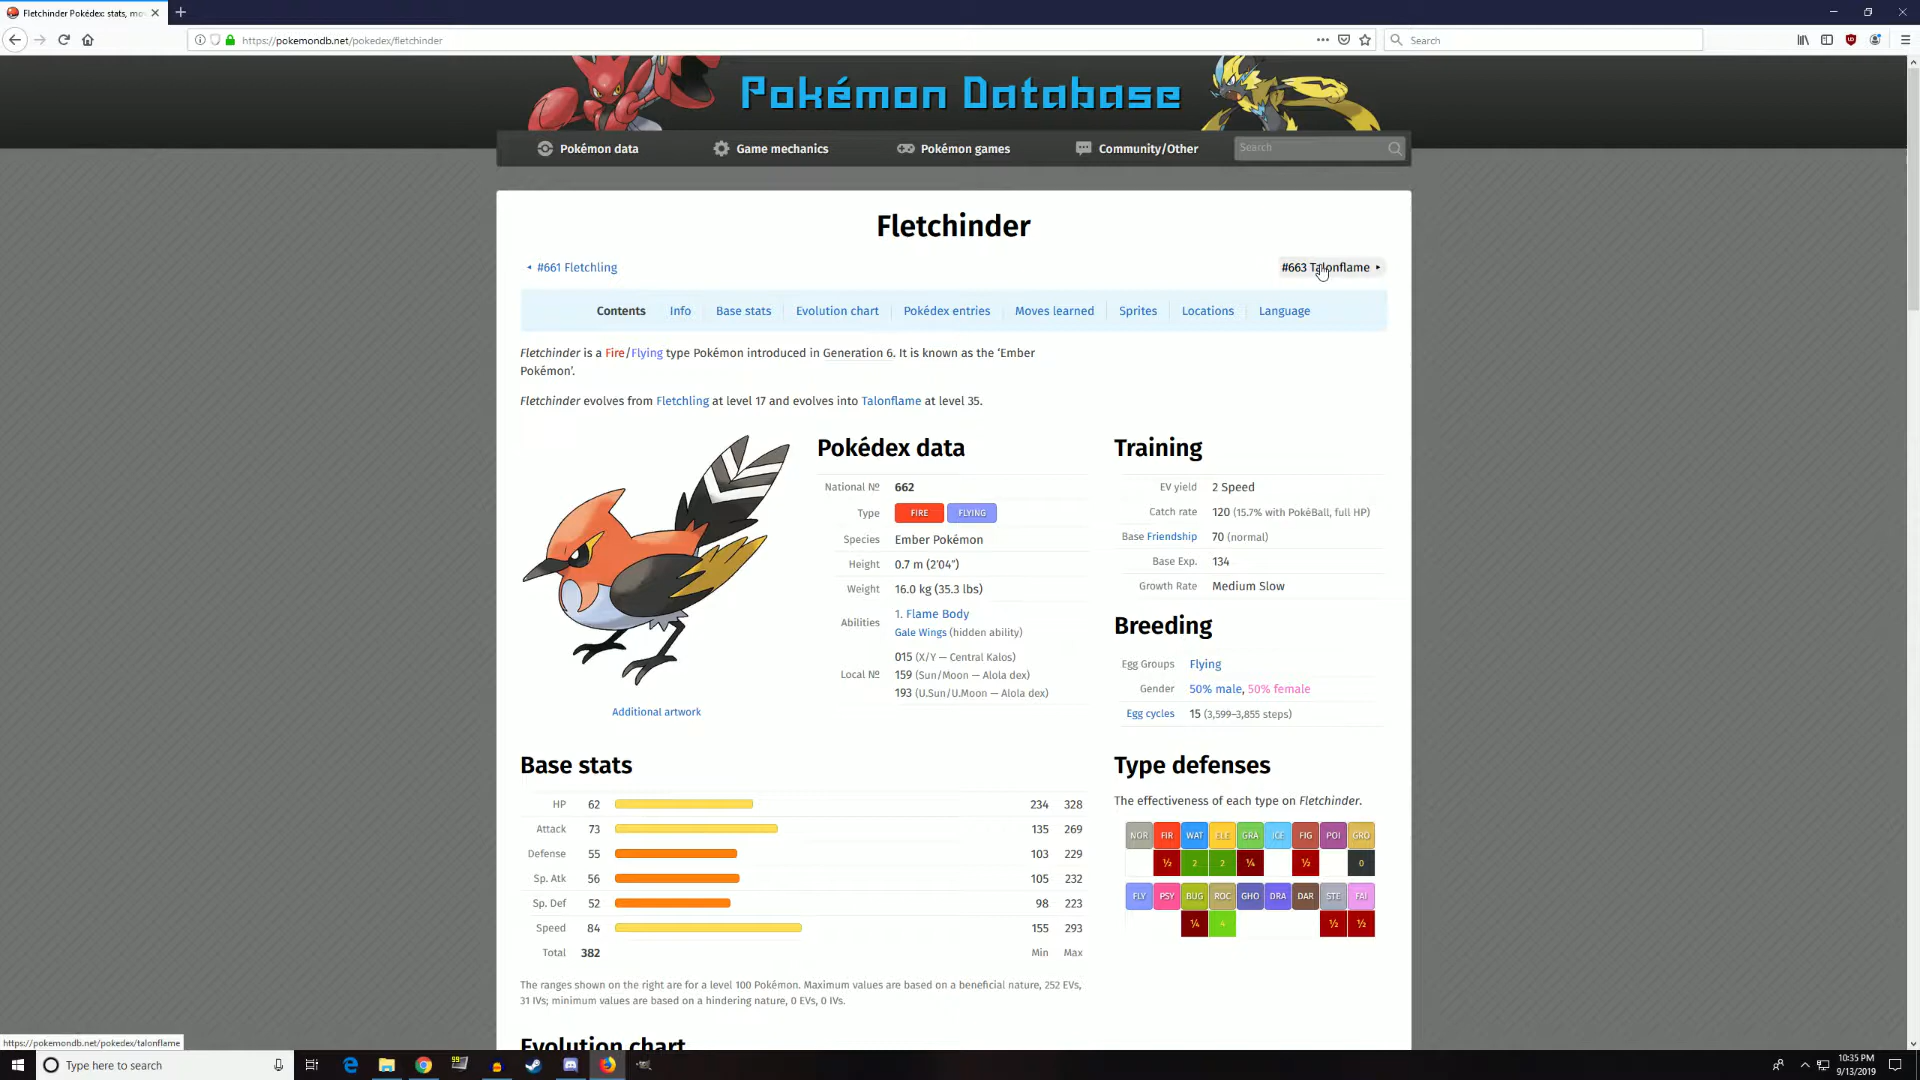 Fletchinder Pokédex: stats, mo
https://pokemondb.net/pokedex/fletchinder
Search
Pokémon Database
Pokémon data
Game mechanics
Pokémon games
Community/Other
Search
Fletchinder
#661 Fletchling
#663 Talonflame
Contents
Info
Base stats
Evolution chart
Pokédex entries
Moves learned
Sprites
Locations
Language
Fletchinder is a Fire/Flying type Pokémon introduced in Generation 6. It is known as the ‘Ember
Pokémon’.
Fletchinder evolves from Fletchling at level 17 and evolves into Talonflame at level 35.
Additional artwork
Pokédex data
National № 662
Type FIRE FLYING
Species Ember Pokémon
Height 0.7 m (2′04″)
Weight 16.0 kg (35.3 lbs)
Abilities 1. Flame Body
Gale Wings (hidden ability)
Local № 015 (X/Y — Central Kalos)
159 (Sun/Moon — Alola dex)
193 (U.Sun/U.Moon — Alola dex)
Training
EV yield 2 Speed
Catch rate 120 (15.7% with PokéBall, full HP)
Base Friendship 70 (normal)
Base Exp. 134
Growth Rate Medium Slow
Breeding
Egg Groups Flying
Gender 50% male, 50% female
Egg cycles 15 (3,599–3,855 steps)
Base stats
HP 62 234 328
Attack 73 135 269
Defense 55 103 229
Sp. Atk 56 105 232
Sp. Def 52 98 223
Speed 84 155 293
Total 382 Min Max
The ranges shown on the right are for a level 100 Pokémon. Maximum values are based on a beneficial nature, 252 EVs,
31 IVs; minimum values are based on a hindering nature, 0 EVs, 0 IVs.
Type defenses
The effectiveness of each type on Fletchinder.
NOR FIR WAT ELE GRA ICE FIG POI GRO
½ 2 2 ¼ ½ 0
FLY PSY BUG ROC GHO DRA DAR STE FAI
¼ 4 ½ ½
Evolution chart
https://pokemondb.net/pokedex/talonflame
Type here to search
99
10:35 PM
9/13/2019